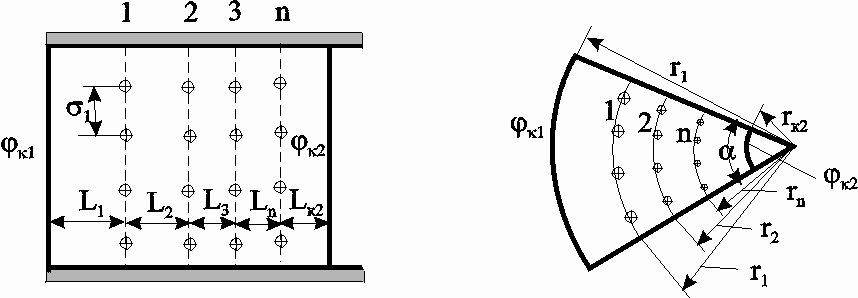 1 2 3 n
σ₁
φк1
φк2
L₁ L₂ L₃ Lₙ Lк2
r₁
rк2
φк1
1 2 n α
φк2
rₙ
r₂
r₁